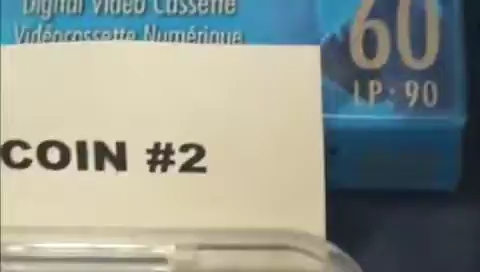 Digital Video Cassette
Vidéocassette Numérique
60
LP: 90
COIN #2